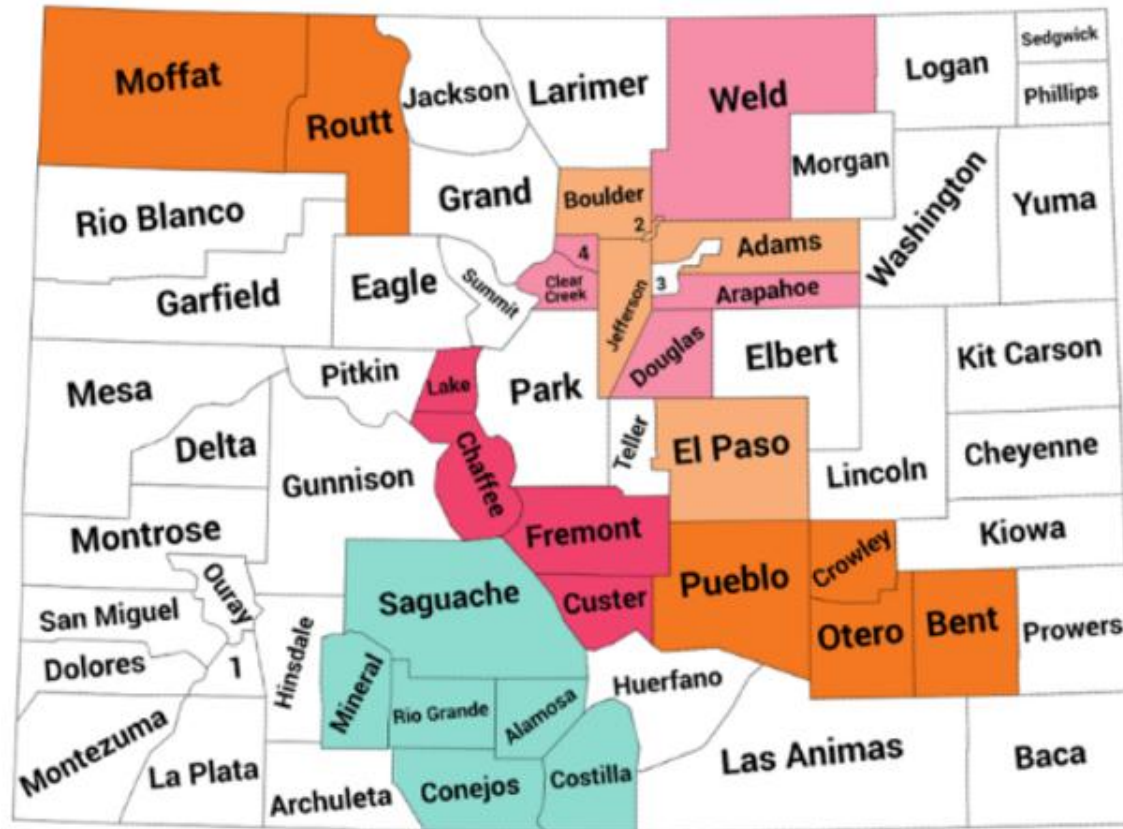 Moffat
Routt
Jackson
Larimer
Weld
Logan
Sedgwick
Phillips
Morgan
Rio Blanco
Grand
Boulder
2
Washington
Yuma
Adams
4
Clear
Creek
3
Arapahoe
Garfield
Eagle
Summit
Jefferson
Douglas
Elbert
Kit Carson
Mesa
Pitkin
Lake
Park
Delta
Gunnison
Chaffee
Teller
El Paso
Lincoln
Cheyenne
Montrose
Fremont
Kiowa
Ouray
Saguache
Custer
Pueblo
Crowley
San Miguel
Otero
Bent
Prowers
Dolores
1
Hinsdale
Mineral
Rio Grande
Alamosa
Huerfano
Montezuma
La Plata
Archuleta
Conejos
Costilla
Las Animas
Baca